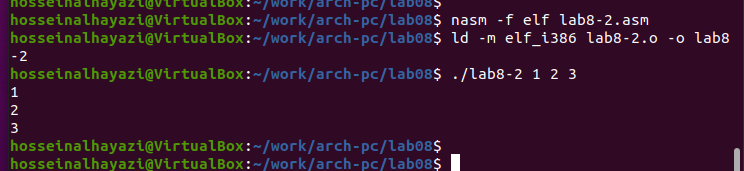 hosseinalhayazi@VirtualBox:~/work/arch-pc/lab08$
hosseinalhayazi@VirtualBox:~/work/arch-pc/lab08$ nasm -f elf lab8-2.asm
hosseinalhayazi@VirtualBox:~/work/arch-pc/lab08$ ld -m elf_i386 lab8-2.o -o lab8
-2
hosseinalhayazi@VirtualBox:~/work/arch-pc/lab08$ ./lab8-2 1 2 3
1
2
3
hosseinalhayazi@VirtualBox:~/work/arch-pc/lab08$
hosseinalhayazi@VirtualBox:~/work/arch-pc/lab08$